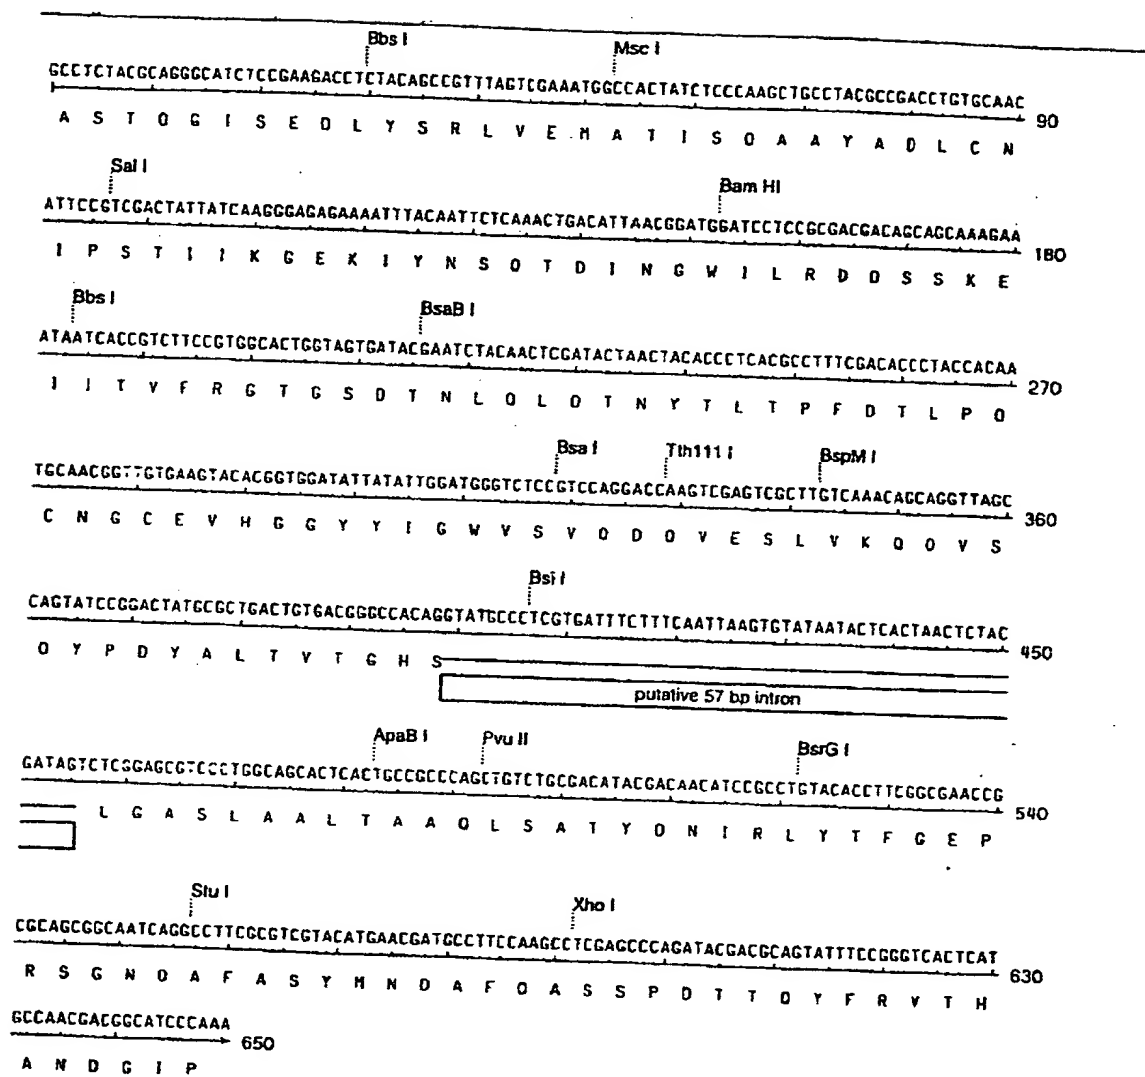 Bbs I Msc I
GCCTCTACGCAGGGCATCTCCGAAGACCTCTACAGCCGTTTAGTCGAAATGGCCACTATCTCCCAAGCTGCCTACGCCGACCTGTGCAAC
90
A S T Q G I S E D L Y S R L V E M A T I S Q A A Y A D L C N
Sal I Bam HI
ATTCCGTCGACTATTATCAAGGGAGAGAAAATTTACAATTCTCAAACTGACATTAACGGATGGATCCTCCGCGACGACAGCAGCAAAGAA
180
I P S T I I K G E K I Y N S Q T D I N G W I L R D D S S K E
Bbs I BsaB I
ATAATCACCGTCTTCCGTGGCACTGGTAGTGATACGAATCTACAACTCGATACTAACTACACCCTCACGCCTTTCGACACCCTACCACAA
270
I I T V F R G T G S D T N L Q L D T N Y T L T P F D T L P Q
Bsa I Tth111 I BspM I
TGCAACGGTTGTGAAGTACACGGTGGATATTATATTGGATGGGTCTCCGTCCAGGACCAAGTCGAGTCGCTTGTCAAACAGCAGGTTAGC
360
C N G C E V H G G Y Y I G W V S V Q D Q V E S L V K Q Q V S
Bsi I
CAGTATCCGGACTATGCGCTGACTGTGACGGGCCACAGGTATGCCCTCGTGATTTCTTTCAATTAAGTGTATAATACTCACTAACTCTAC
450
Q Y P D Y A L T V T G H S
putative 57 bp intron
ApaB I Pvu II BsrG I
GATAGTCTCGGAGCGTCCCTGGCAGCACTCACTGCCGCCCAGCTGTCTGCGACATACGACAACATCCGCCTGTACACCTTCGGCGAACCG
540
L G A S L A A L T A A Q L S A T Y D N I R L Y T F G E P
Stu I Xho I
CGCAGCGGCAATCAGGCCTTCGCGTCGTACATGAACGATGCCTTCCAAGCCTCGAGCCCAGATACGACGCAGTATTTCCGGGTCACTCAT
630
R S G N Q A F A S Y M N D A F Q A S S P D T T Q Y F R V T H
GCCAACGACGGCATCCCAAA
650
A N D G I P